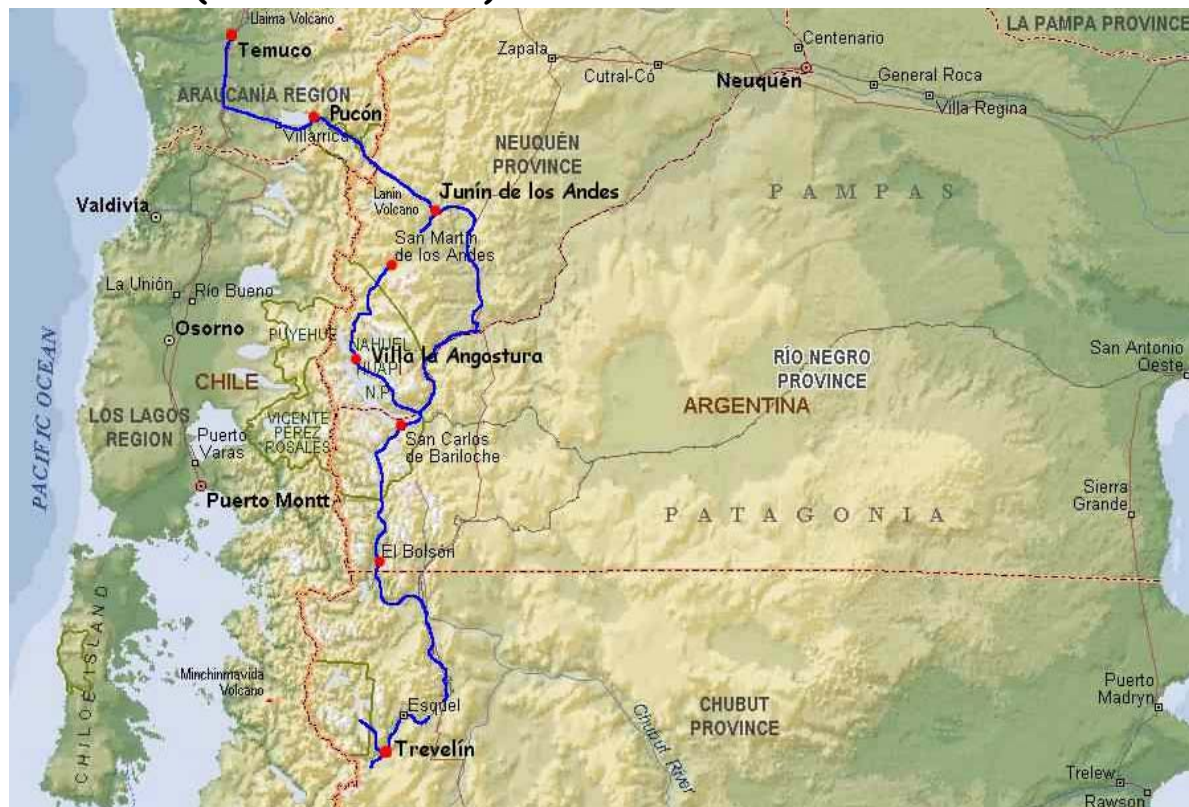 Llaima Volcano
Temuco
ARAUCANÍA REGION
Pucón
Villarrica
LA PAMPA PROVINCE
Centenario
Zapala
Cutral-Có
Neuquén
General Roca
Villa Regina
NEUQUÉN
PROVINCE
PAMPAS
Lanin
Volcano
Junín de los Andes
Valdivia
San Martín
de los Andes
La Unión
Río Bueno
PUYEHUE
Osorno
NAHUEL
HUAPI
N.P.
Villa la Angostura
CHILE
RÍO NEGRO
PROVINCE
San Antonio
Oeste
ARGENTINA
PACIFIC OCEAN
LOS LAGOS
REGION
VICENTE
PÉREZ
ROSALES
San Carlos
de Bariloche
Puerto
Varas
Puerto Montt
PATAGONIA
Sierra
Grande
El Bolsón
CHILOE ISLAND
Minchinmavida
Volcano
Esquel
Trevelín
CHUBUT
PROVINCE
Chubut River
Puerto
Madryn
Trelew
Rawson